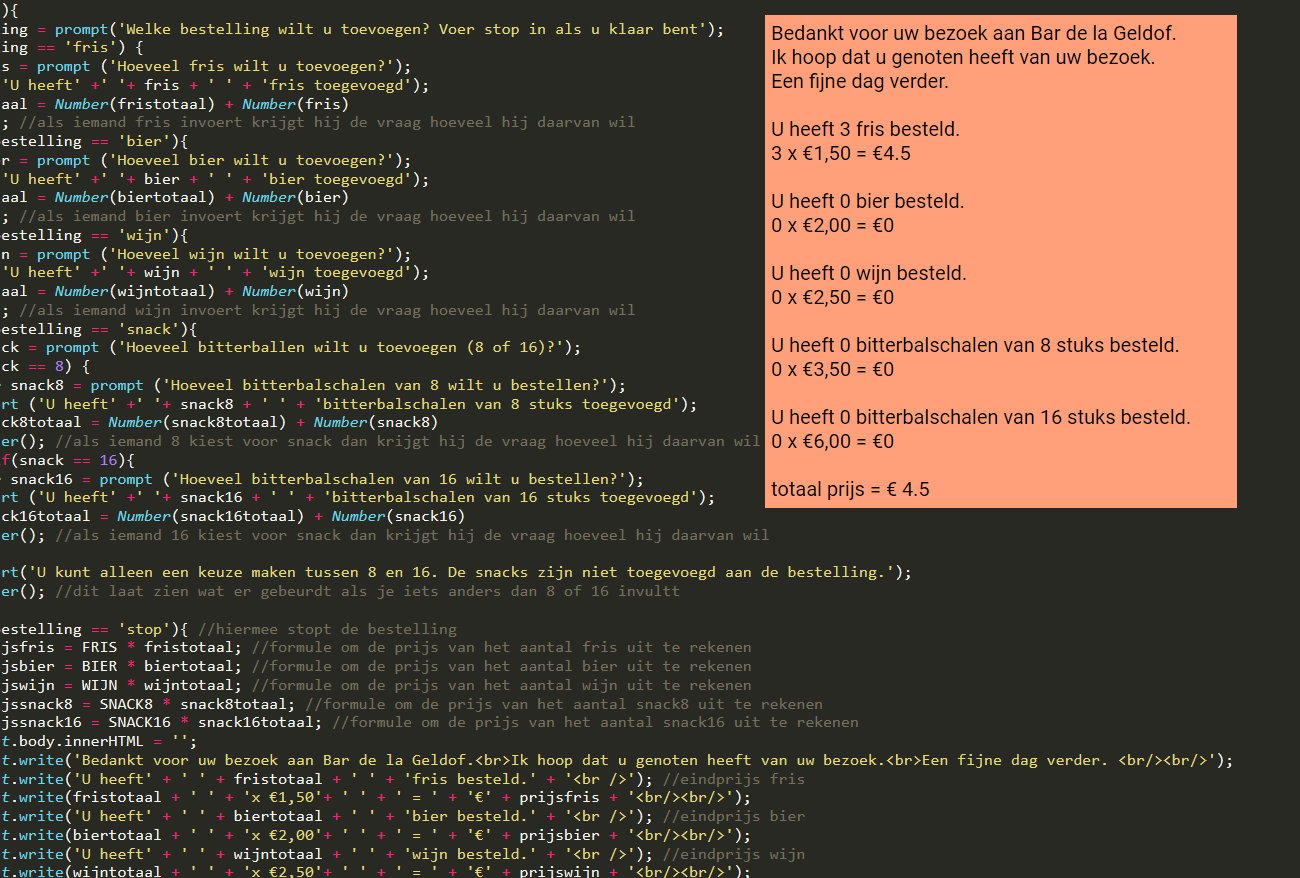 ){
ing = prompt('Welke bestelling wilt u toevoegen? Voer stop in als u klaar bent');
ing == 'fris') {
s = prompt ('Hoeveel fris wilt u toevoegen?');
'U heeft' +' '+ fris + ' ' + 'fris toegevoegd');
aal = Number(fristotaal) + Number(fris)
; //als iemand fris invoert krijgt hij de vraag hoeveel hij daarvan wil
estelling == 'bier'){
r = prompt ('Hoeveel bier wilt u toevoegen?');
'U heeft' +' '+ bier + ' ' + 'bier toegevoegd');
aal = Number(biertotaal) + Number(bier)
; //als iemand bier invoert krijgt hij de vraag hoeveel hij daarvan wil
estelling == 'wijn'){
n = prompt ('Hoeveel wijn wilt u toevoegen?');
'U heeft' +' '+ wijn + ' ' + 'wijn toegevoegd');
aal = Number(wijntotaal) + Number(wijn)
; //als iemand wijn invoert krijgt hij de vraag hoeveel hij daarvan wil
estelling == 'snack'){
ck = prompt ('Hoeveel bitterballen wilt u toevoegen (8 of 16)?');
ck == 8) {
snack8 = prompt ('Hoeveel bitterbalschalen van 8 wilt u bestellen?');
rt ('U heeft' +' '+ snack8 + ' ' + 'bitterbalschalen van 8 stuks toegevoegd');
ck8totaal = Number(snack8totaal) + Number(snack8)
er(); //als iemand 8 kiest voor snack dan krijgt hij de vraag hoeveel hij daarvan wil
f(snack == 16){
snack16 = prompt ('Hoeveel bitterbalschalen van 16 wilt u bestellen?');
rt ('U heeft' +' '+ snack16 + ' ' + 'bitterbalschalen van 16 stuks toegevoegd');
ck16totaal = Number(snack16totaal) + Number(snack16)
er(); //als iemand 16 kiest voor snack dan krijgt hij de vraag hoeveel hij daarvan wil
rt('U kunt alleen een keuze maken tussen 8 en 16. De snacks zijn niet toegevoegd aan de bestelling.');
er(); //dit laat zien wat er gebeurdt als je iets anders dan 8 of 16 invultt
estelling == 'stop'){ //hiermee stopt de bestelling
jsfris = FRIS * fristotaal; //formule om de prijs van het aantal fris uit te rekenen
jsbier = BIER * biertotaal; //formule om de prijs van het aantal bier uit te rekenen
jswijn = WIJN * wijntotaal; //formule om de prijs van het aantal wijn uit te rekenen
jssnack8 = SNACK8 * snack8totaal; //formule om de prijs van het aantal snack8 uit te rekenen
jssnack16 = SNACK16 * snack16totaal; //formule om de prijs van het aantal snack16 uit te rekenen
t.body.innerHTML = '';
t.write('Bedankt voor uw bezoek aan Bar de la Geldof.<br>Ik hoop dat u genoten heeft van uw bezoek.<br>Een fijne dag verder. <br/><br/>');
t.write('U heeft' + ' ' + fristotaal + ' ' + 'fris besteld.' + '<br />'); //eindprijs fris
t.write(fristotaal + ' ' + 'x €1,50'+ ' ' + ' = ' + '€' + prijsfris + '<br/><br/>');
t.write('U heeft' + ' ' + biertotaal + ' ' + 'bier besteld.' + '<br />'); //eindprijs bier
t.write(biertotaal + ' ' + 'x €2,00'+ ' ' + ' = ' + '€' + prijsbier + '<br/><br/>');
t.write('U heeft' + ' ' + wijntotaal + ' ' + 'wijn besteld.' + '<br />'); //eindprijs wijn
t.write(wijntotaal + ' ' + 'x €2,50'+ ' ' + ' = ' + '€' + prijswijn + '<br/><br/>');
Bedankt voor uw bezoek aan Bar de la Geldof.
Ik hoop dat u genoten heeft van uw bezoek.
Een fijne dag verder.
U heeft 3 fris besteld.
3 x €1,50 = €4.5
U heeft 0 bier besteld.
0 x €2,00 = €0
U heeft 0 wijn besteld.
0 x €2,50 = €0
U heeft 0 bitterbalschalen van 8 stuks besteld.
0 x €3,50 = €0
U heeft 0 bitterbalschalen van 16 stuks besteld.
0 x €6,00 = €0
totaal prijs = € 4.5